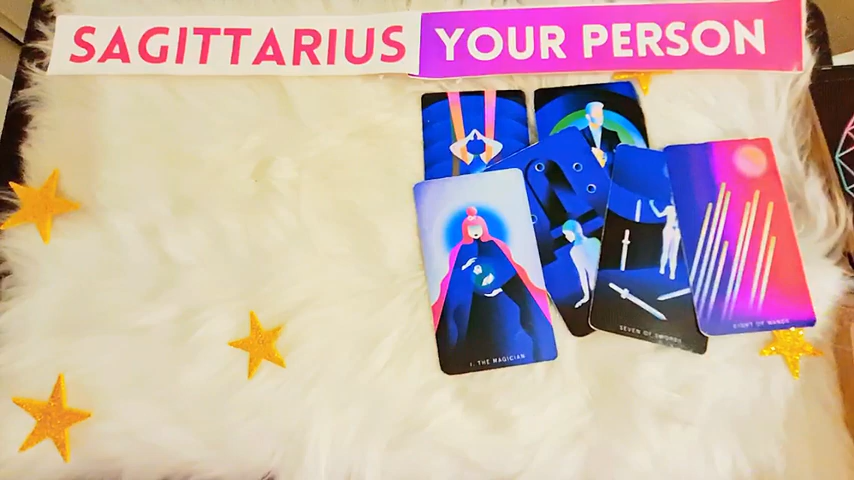 SAGITTARIUS YOUR PERSON
I. THE MAGICIAN
SEVEN OF SWORDS
EIGHT OF WANDS